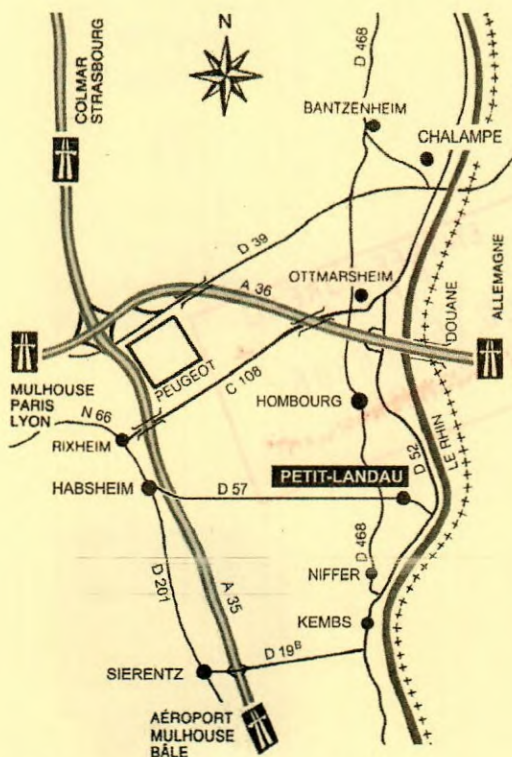 N
D 468
COLMAR
STRASBOURG
BANTZENHEIM
CHALAMPE
D 39
OTTMARSHEIM
A 36
DOUANE
ALLEMAGNE
PEUGEOT
C 108
MULHOUSE
PARIS
LYON
HOMBOURG
N 66
RIXHEIM
LE RHIN
D 52
HABSHEIM
D 57
PETIT-LANDAU
D 468
NIFFER
D 201
A 35
KEMBS
D 19ᴮ
SIERENTZ
AÉROPORT
MULHOUSE
BÂLE